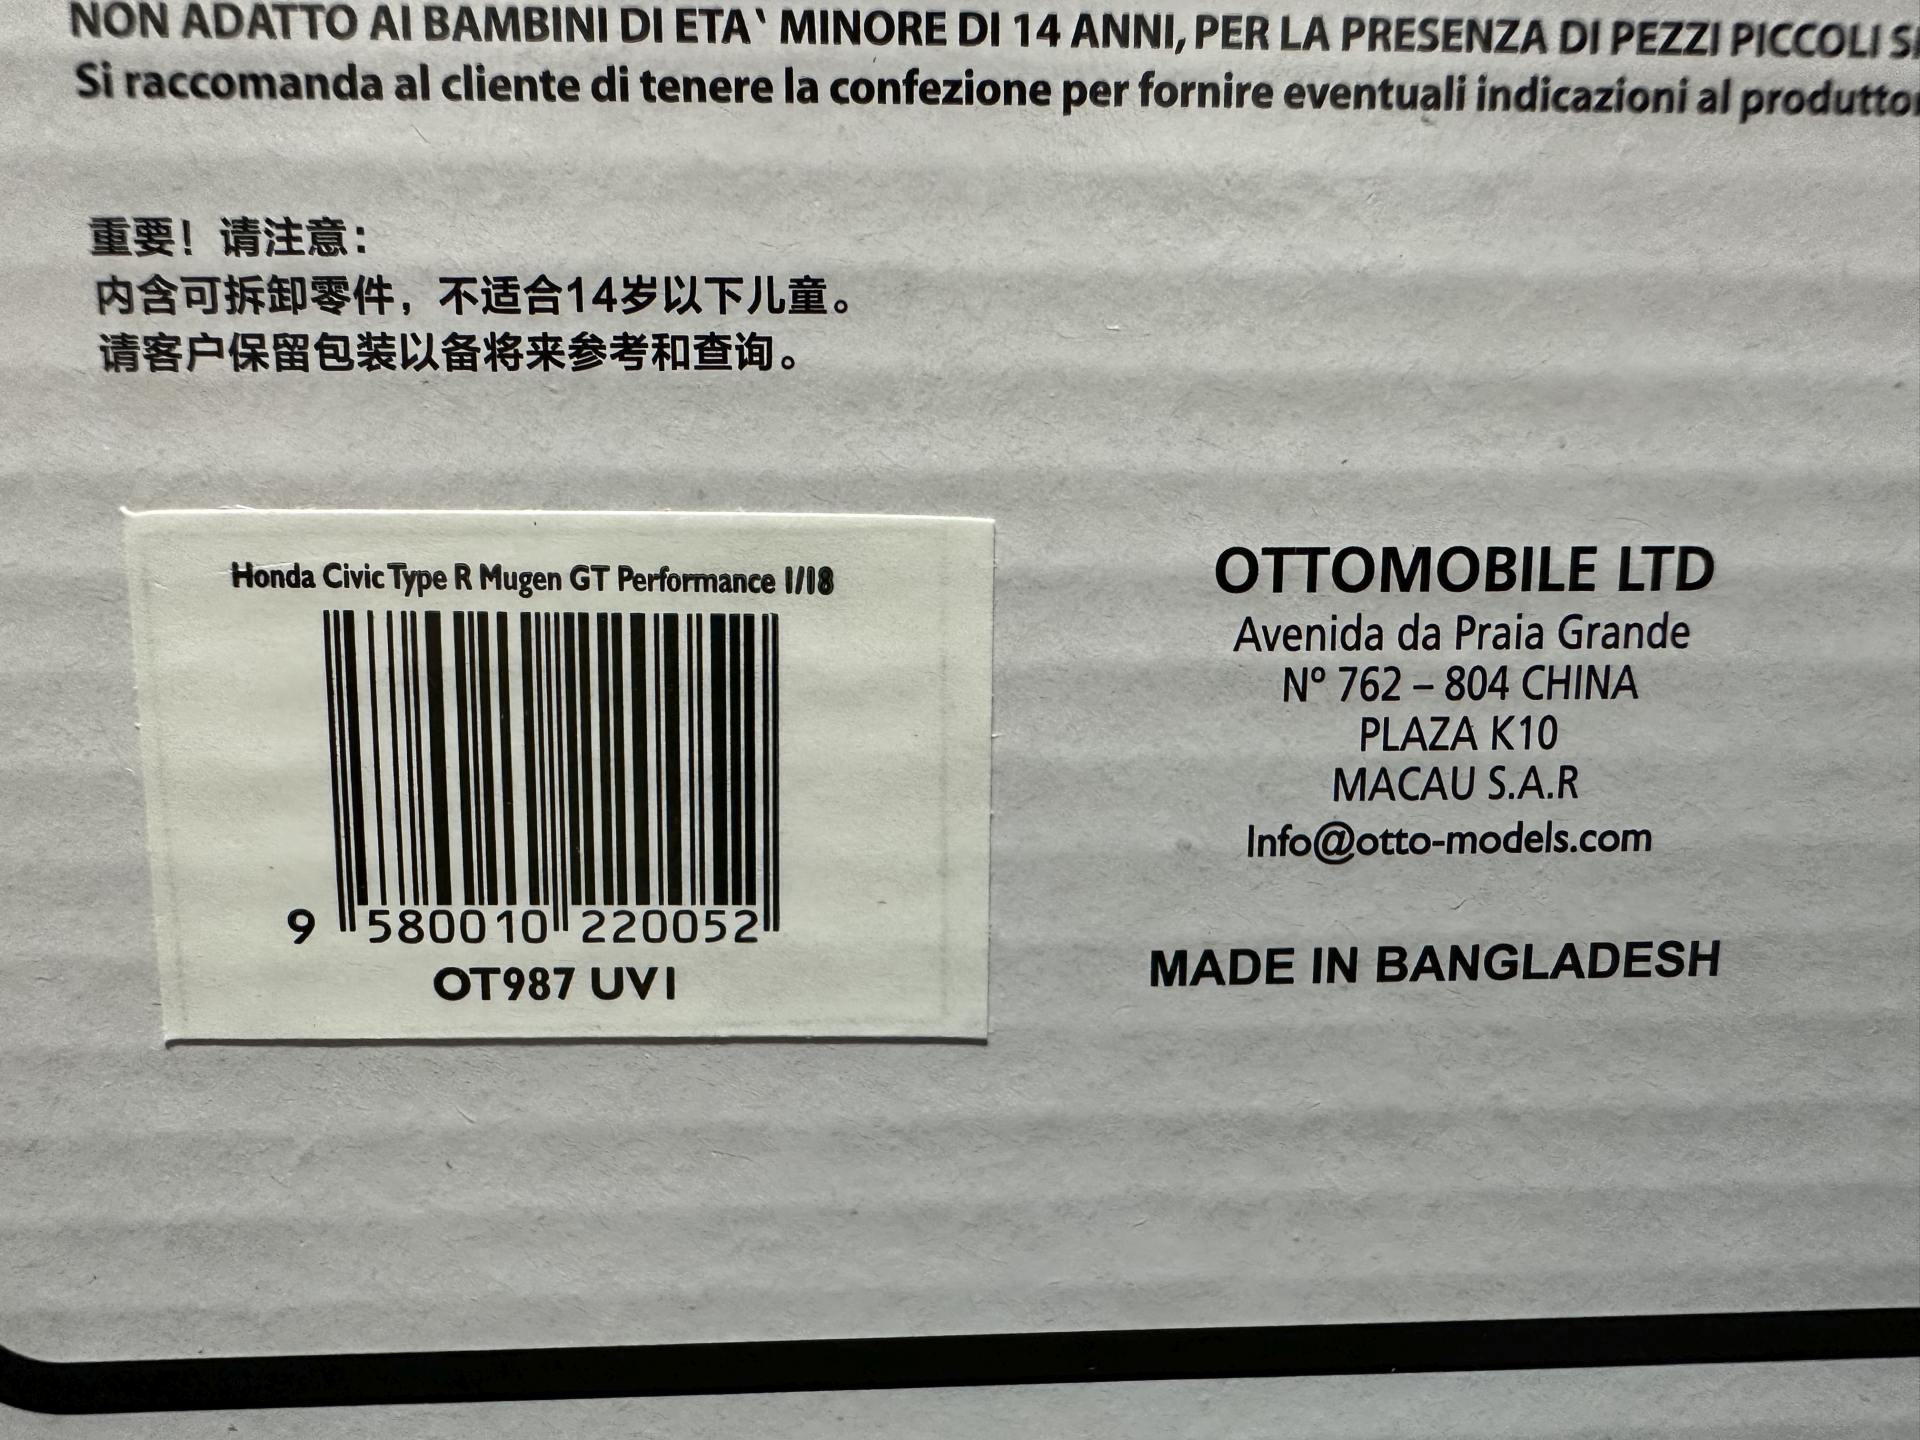 NON ADATTO AI BAMBINI DI ETA` MINORE DI 14 ANNI, PER LA PRESENZA DI PEZZI PICCOLI
Si raccomanda al cliente di tenere la confezione per fornire eventuali indicazioni al
重要！请注意：
内含可拆卸零件，不适合14岁以下儿童。
请客户保留包装以备将来参考和查询。
Honda Civic Type R Mugen GT Performance 1/18
9 580010 220052
OT987 UV1
OTTOMOBILE LTD
Avenida da Praia Grande
Nº 762 – 804 CHINA
PLAZA K10
MACAU S.A.R
Info@otto-models.com
MADE IN BANGLADESH